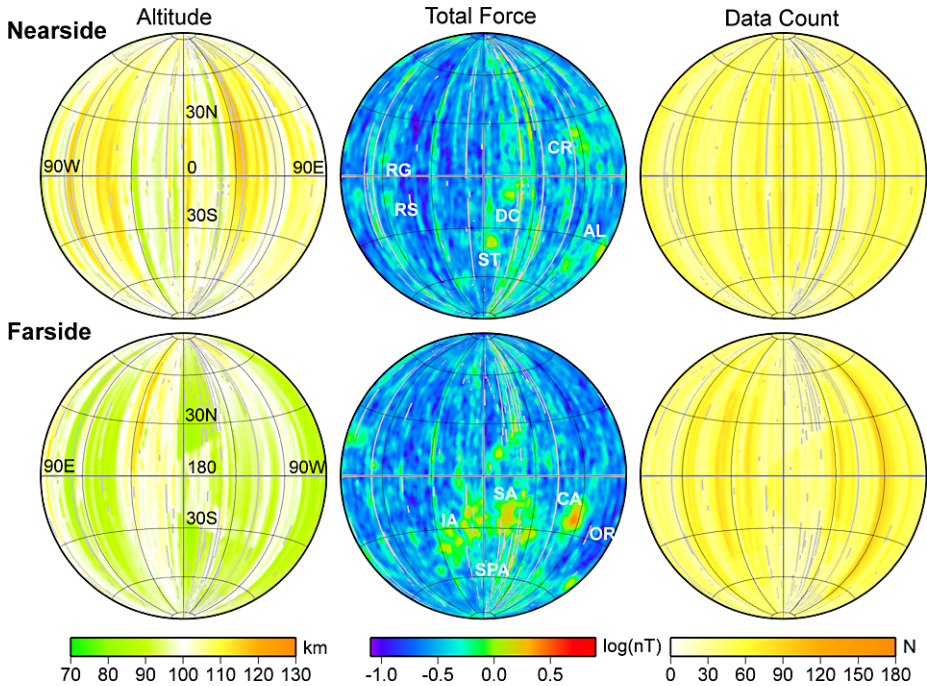 Altitude Total Force Data Count
Nearside
30N
CR
90W 0 90E
RG
RS DC
30S
AL
ST
Farside
30N
90E 180 90W
SA CA
30S IA
OR
SPA
km log(nT) N
70 80 90 100 110 120 130
-1.0 -0.5 0.0 0.5
0 30 60 90 120 150 180